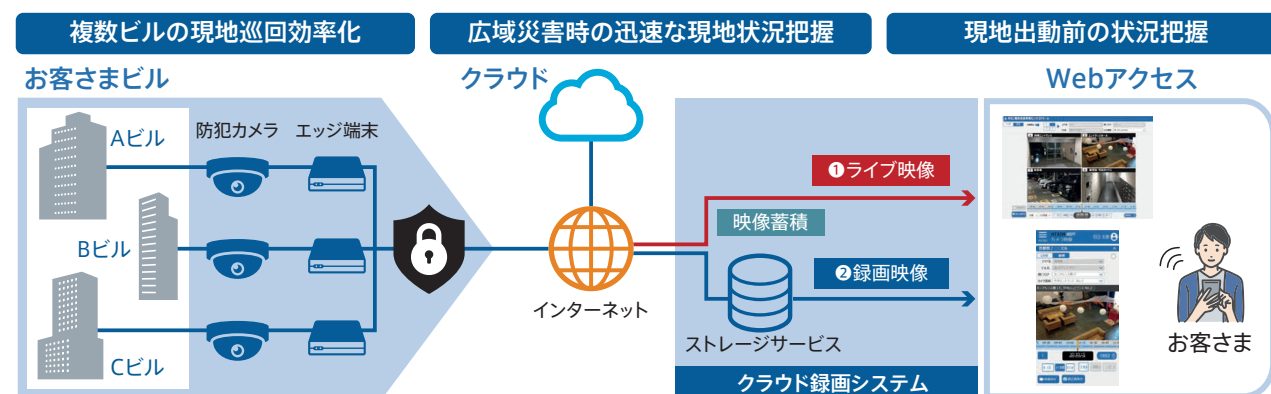 複数ビルの現地巡回効率化
広域災害時の迅速な現地状況把握
現地出動前の状況把握
お客さまビル
クラウド
Webアクセス
Aビル
防犯カメラ
エッジ端末
Bビル
Cビル
インターネット
❶ライブ映像
映像蓄積
❷録画映像
ストレージサービス
クラウド録画システム
お客さま